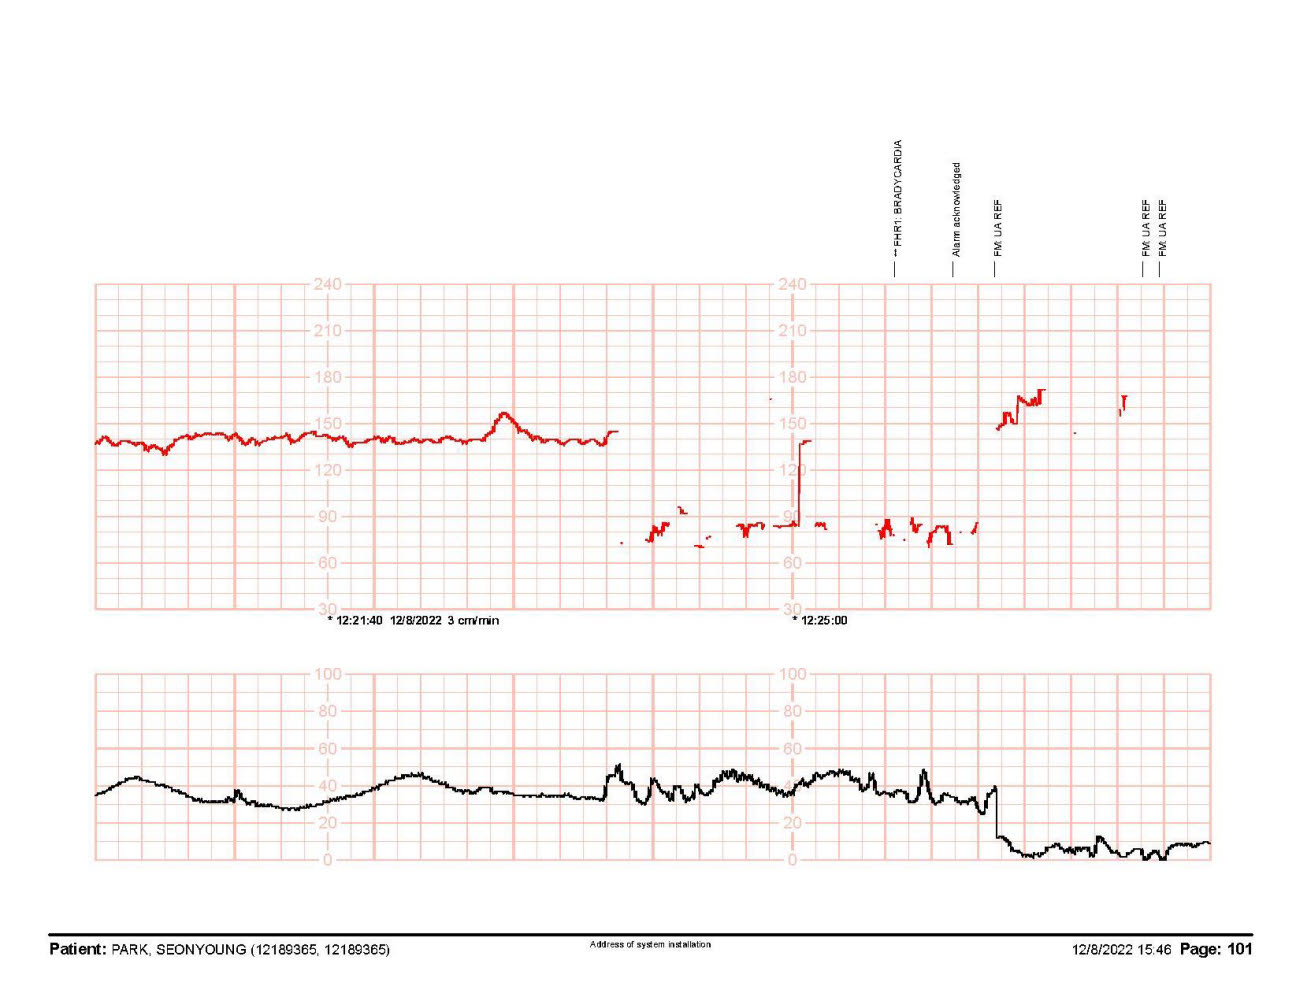 ** FHR1: BRADYCARDIA
Alarm acknowledged
FM: UA REF
FM: UA REF
FM: UA REF
240 240
210 210
180 180
150 150
120 120
90 90
60 60
30 30
* 12:21:40 12/8/2022 3 cm/min * 12:25:00
100 100
80 80
60 60
40 40
20 20
0 0
Patient: PARK, SEONYOUNG (12189365, 12189365) Address of system installation 12/8/2022 15:46 Page: 101